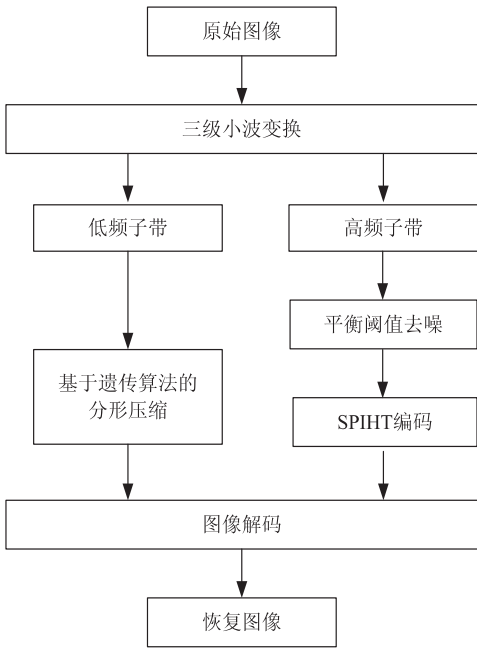 原始图像
三级小波变换
低频子带
高频子带
平衡阈值去噪
基于遗传算法的
分形压缩
SPIHT编码
图像解码
恢复图像